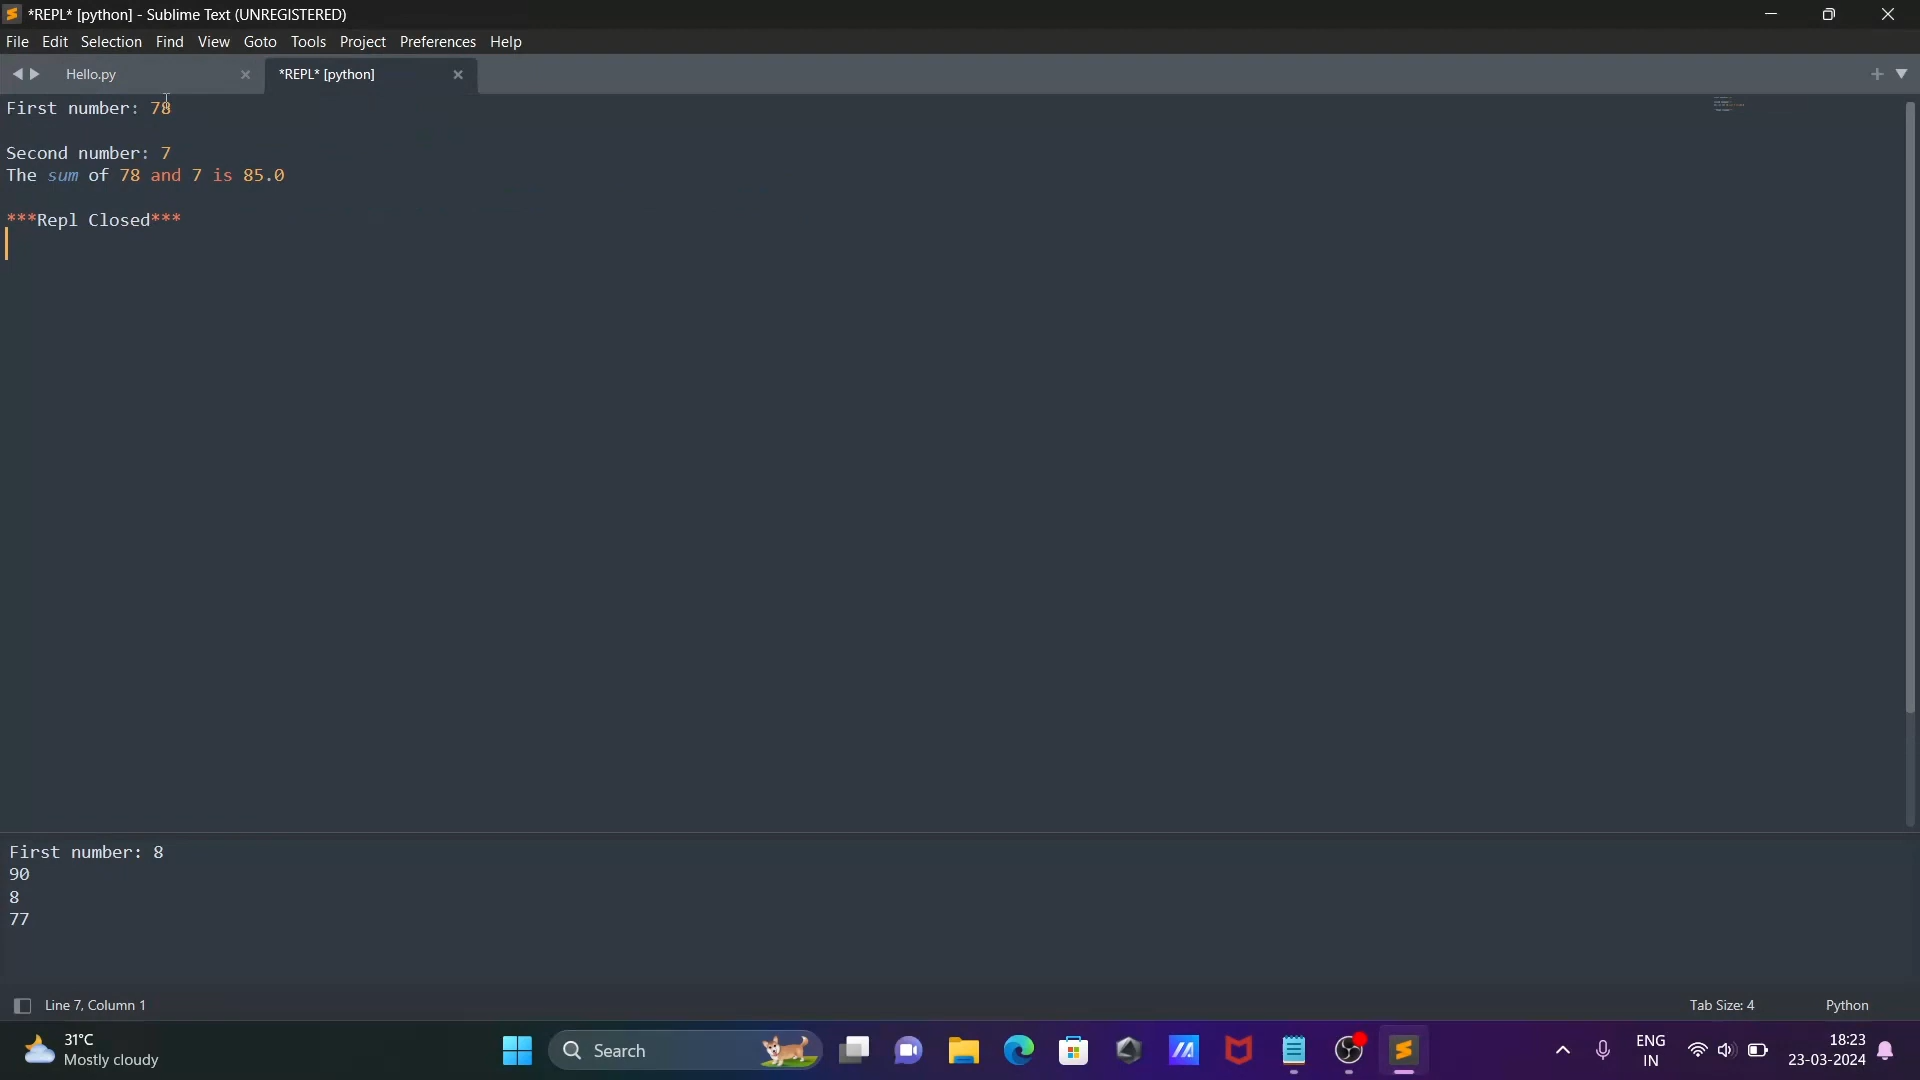 *REPL* [python] - Sublime Text (UNREGISTERED)
File Edit Selection Find View Goto Tools Project Preferences Help
Hello.py
*REPL* [python]
First number: 78
Second number: 7
The sum of 78 and 7 is 85.0
***Repl Closed***
First number: 8
90
8
77
Line 7, Column 1
Tab Size: 4
Python
31°C
Mostly cloudy
Search
ENG
IN
18:23
23-03-2024